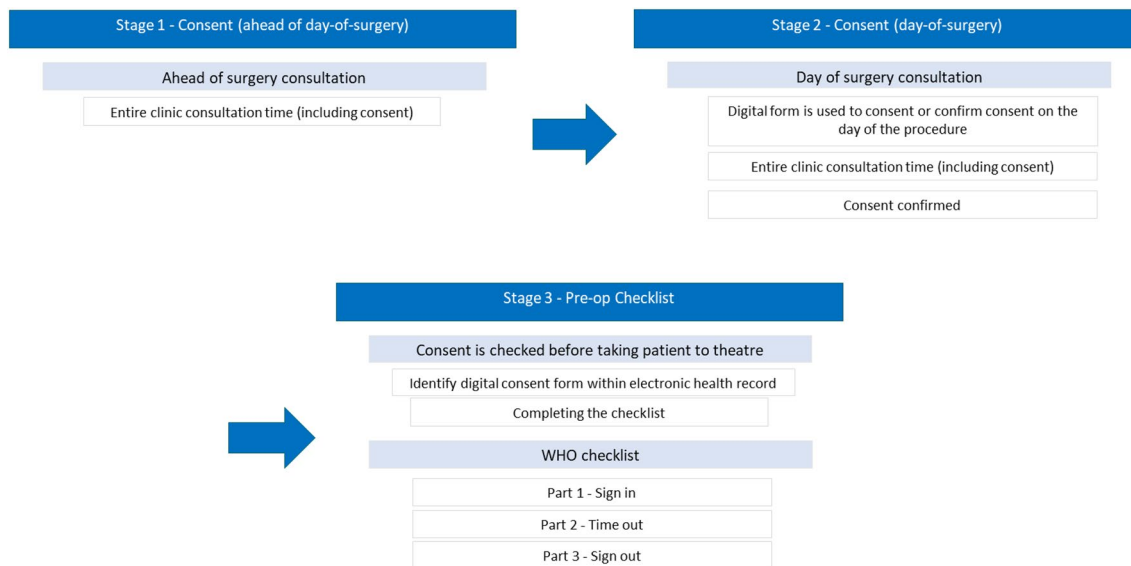 Stage 1 - Consent (ahead of day-of-surgery)
Ahead of surgery consultation
Entire clinic consultation time (including consent)
Stage 2 - Consent (day-of-surgery)
Day of surgery consultation
Digital form is used to consent or confirm consent on the
day of the procedure
Entire clinic consultation time (including consent)
Consent confirmed
Stage 3 - Pre-op Checklist
Consent is checked before taking patient to theatre
Identify digital consent form within electronic health record
Completing the checklist
WHO checklist
Part 1 - Sign in
Part 2 - Time out
Part 3 - Sign out